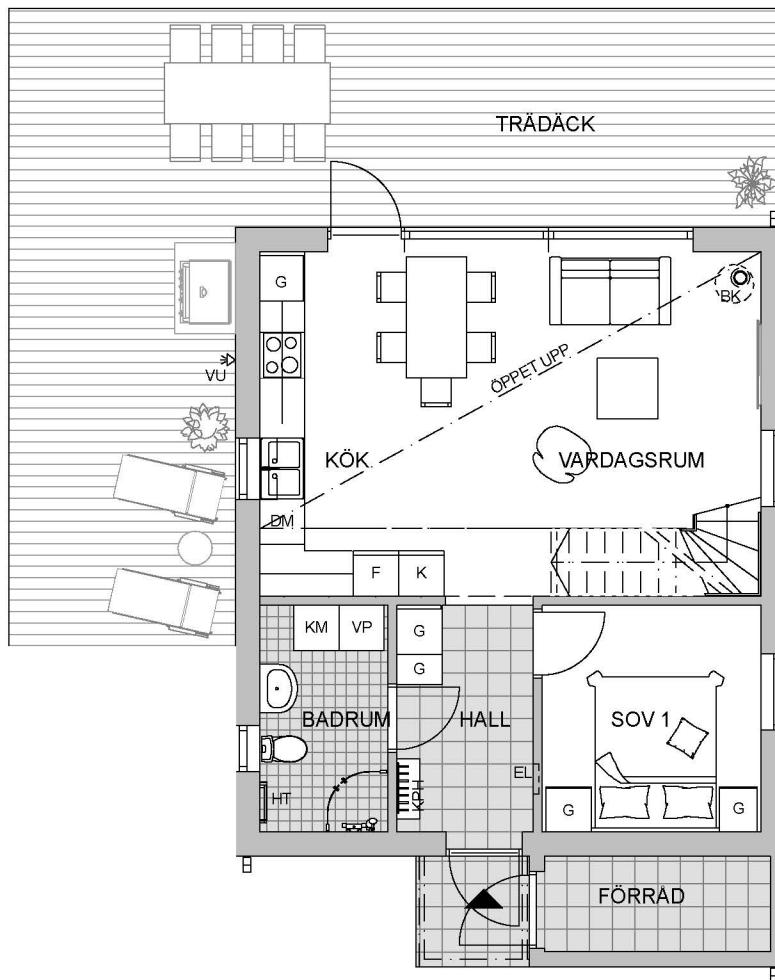 TRÄDÄCK
G
BK
VU
ÖPPET UPP
KÖK
VARDAGSRUM
DM
F
K
KM
VP
G
G
BADRUM
HALL
SOV 1
EL
HT
KPH
G
G
FÖRRÅD